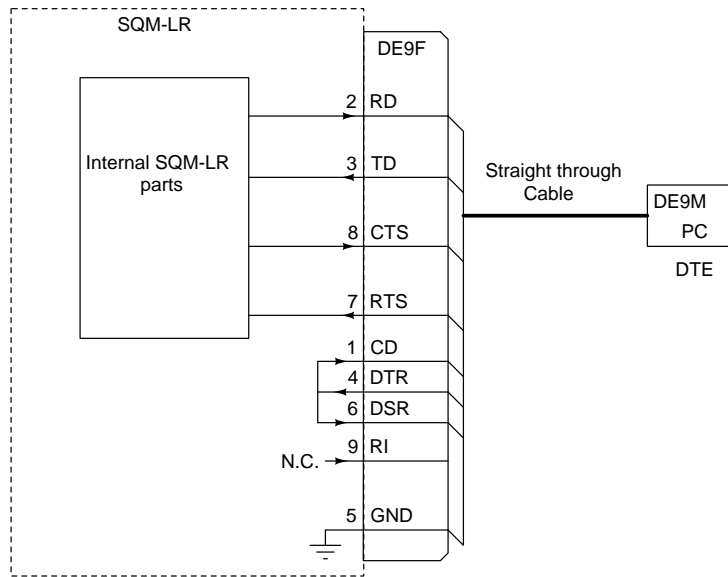 SQM-LR
DE9F
Internal SQM-LR
parts
2 RD
3 TD
8 CTS
7 RTS
1 CD
4 DTR
6 DSR
N.C. 9 RI
5 GND
Straight through
Cable
DE9M
PC
DTE